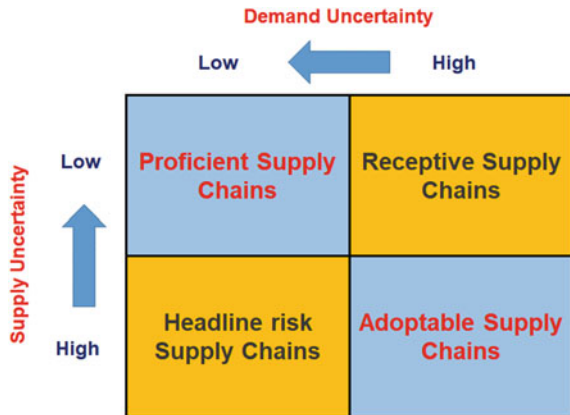 Demand Uncertainty
Low
High
Supply Uncertainty
Low
High
Proficient Supply
Chains
Receptive Supply
Chains
Headline risk
Supply Chains
Adoptable Supply
Chains